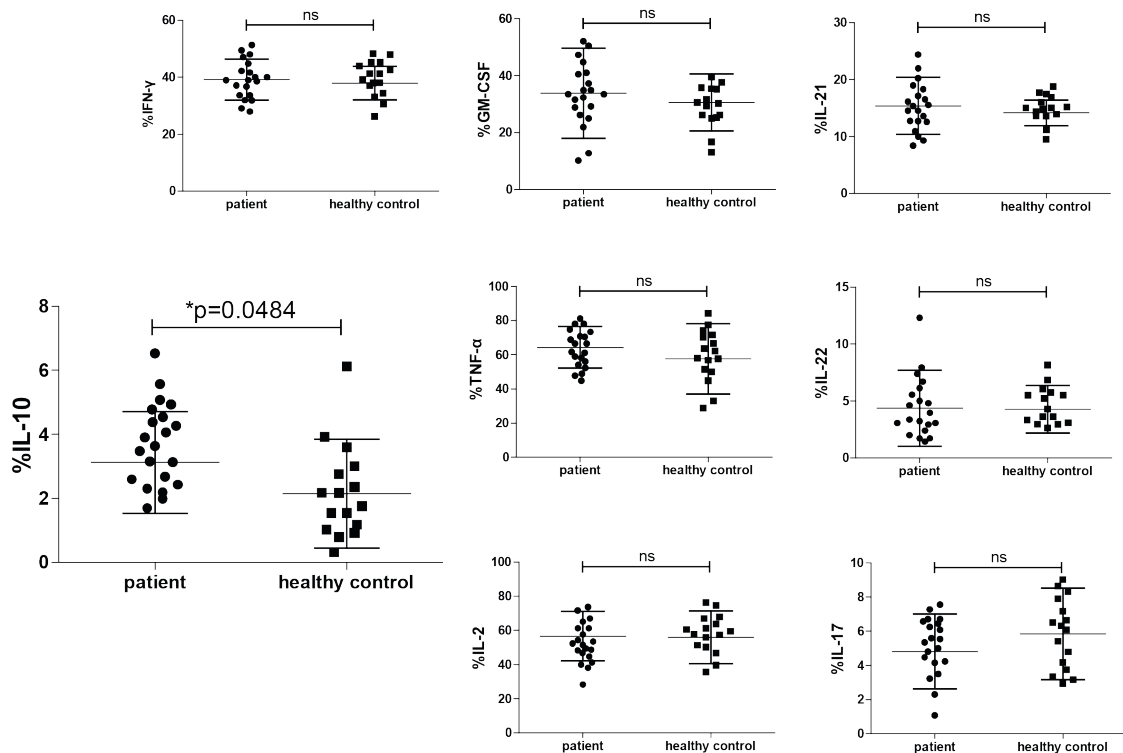 ns
60
40
20
0
%IFN-γ
patient
healthy control
ns
60
40
20
0
%GM-CSF
patient
healthy control
ns
30
20
10
0
%IL-21
patient
healthy control
*p=0.0484
8
6
4
2
0
%IL-10
patient
healthy control
ns
100
80
60
40
20
0
%TNF-α
patient
healthy control
ns
15
10
5
0
%IL-22
patient
healthy control
ns
100
80
60
40
20
0
%IL-2
patient
healthy control
ns
10
8
6
4
2
0
%IL-17
patient
healthy control